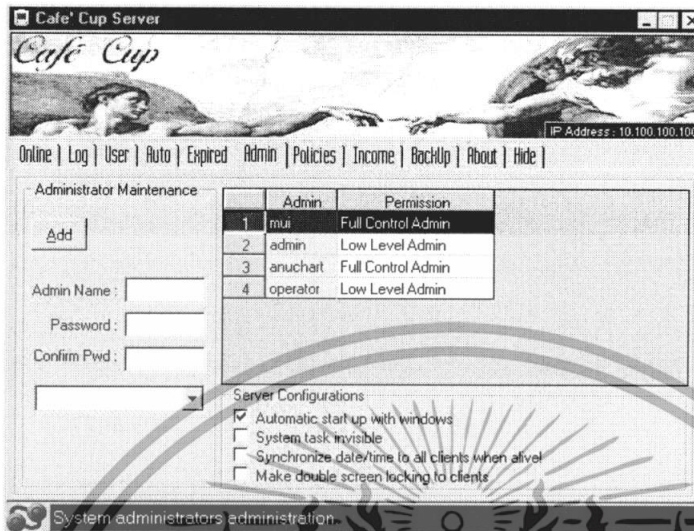 Cafe' Cup Server
Café Cup
IP Address : 10.100.100.100
Online | Log | User | Auto | Expired Admin | Policies | Income | BackUp | About | Hide |
Administrator Maintenance
Add
Admin Name :
Password :
Confirm Pwd :
Admin Permission
1 mui Full Control Admin
2 admin Low Level Admin
3 anuchart Full Control Admin
4 operator Low Level Admin
Server Configurations
Automatic start up with windows
System task invisible
Synchronize date/time to all clients when alive!
Make double screen locking to clients
System administrators administration